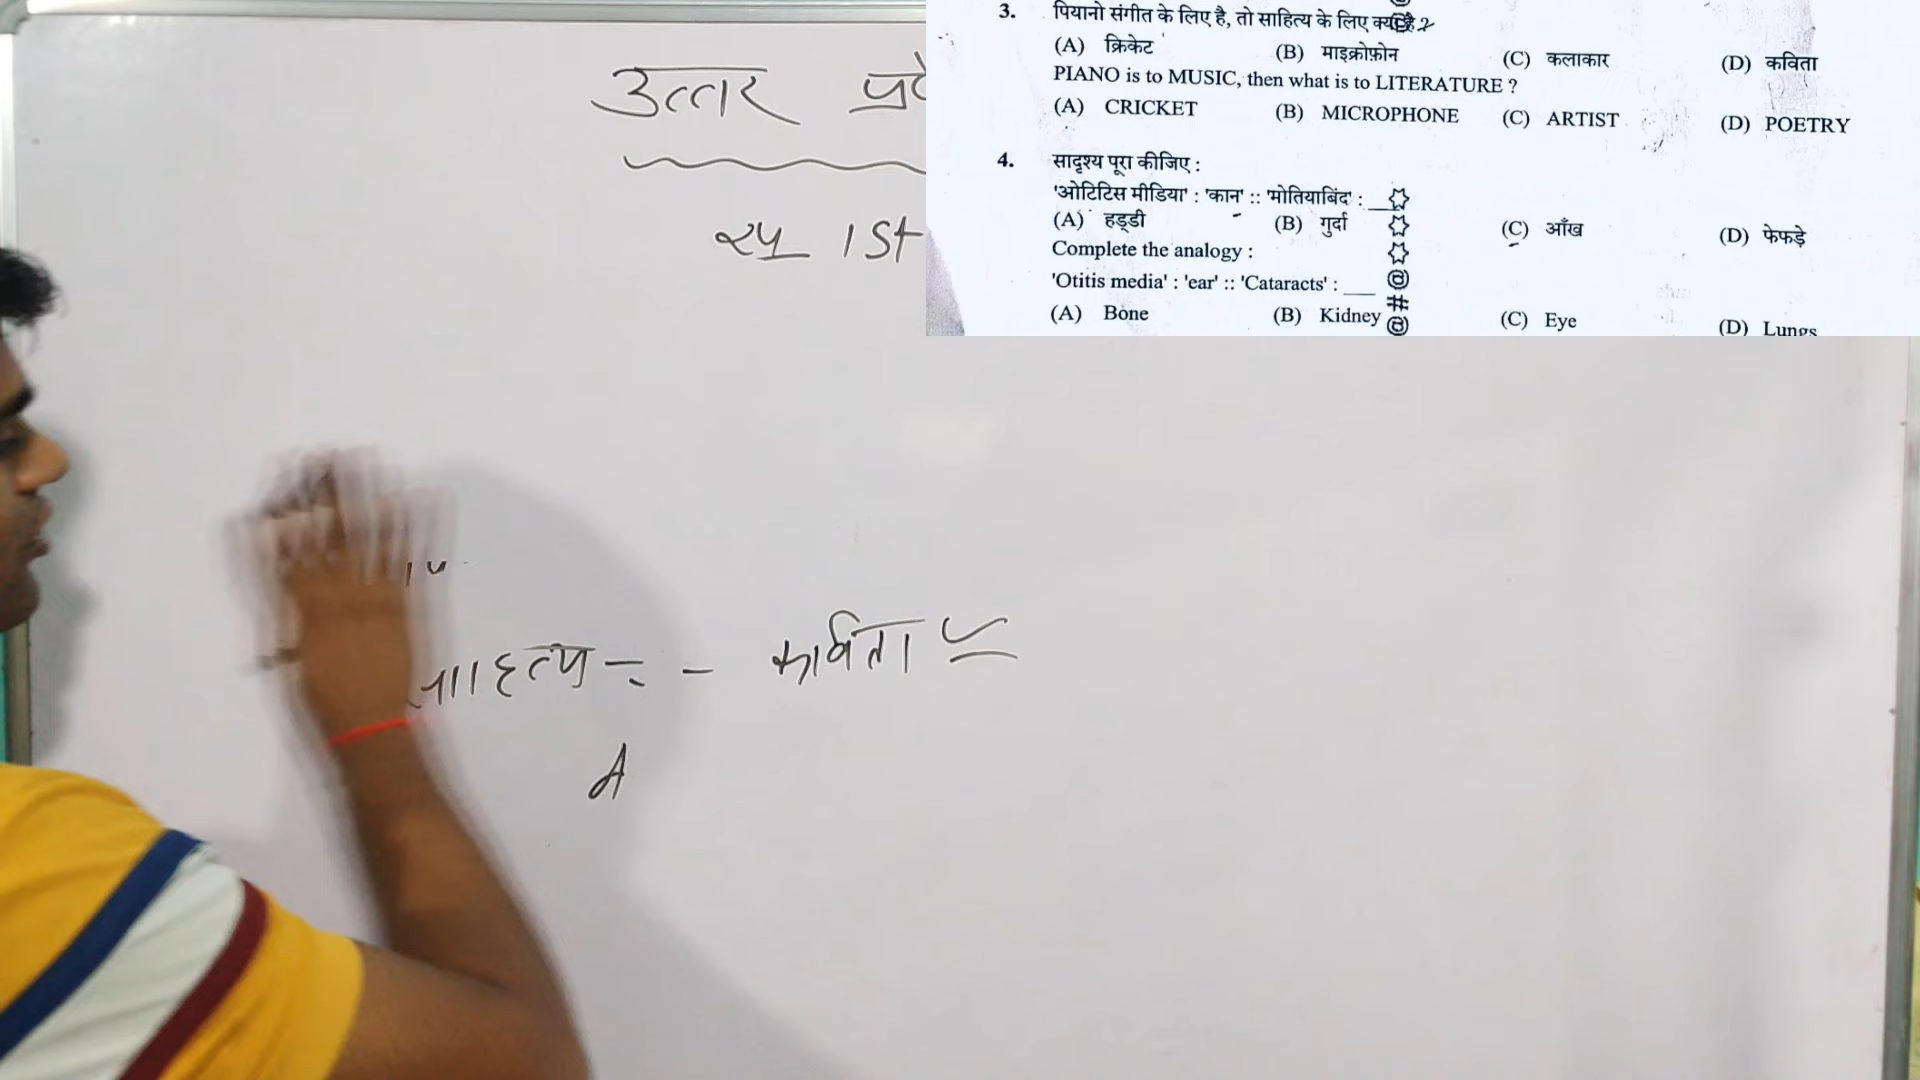 उत्तर प्रदे
1st
3. पियानो संगीत के लिए है, तो साहित्य के लिए क्या है ?
(A) क्रिकेट (B) माइक्रोफ़ोन (C) कलाकार (D) कविता
PIANO is to MUSIC, then what is to LITERATURE ?
(A) CRICKET (B) MICROPHONE (C) ARTIST (D) POETRY
4. सादृश्य पूरा कीजिए :
'ओटिटिस मीडिया' : 'कान' :: 'मोतियाबिंद' : ___
(A) हड्डी (B) गुर्दा (C) आँख (D) फेफड़े
Complete the analogy :
'Otitis media' : 'ear' :: 'Cataracts' : ___
(A) Bone (B) Kidney (C) Eye (D) Lungs
साहित्य - - कविता
A